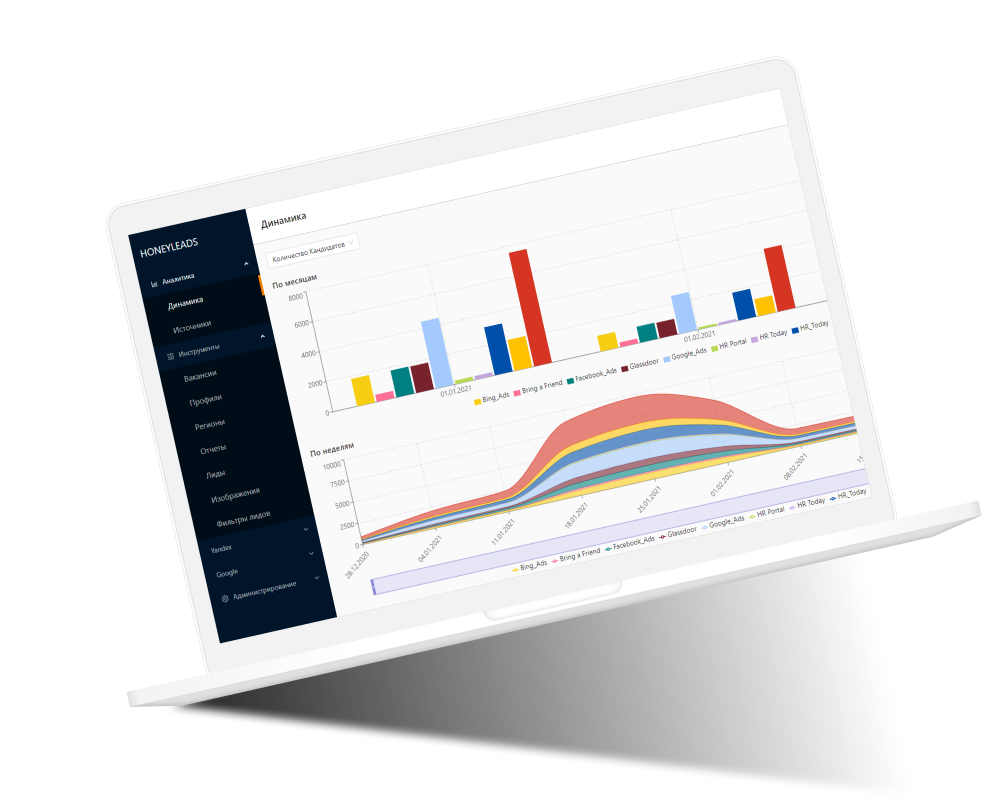 HONEYLEADS
Аналитика
Динамика
Источники
Инструменты
Вакансии
Профили
Регионы
Отчеты
Лиды
Изображения
Фильтры лидов
Yandex
Google
Администрирование
Динамика
Количество Кандидатов
По месяцам
8000
6000
4000
2000
0
01.01.2021
01.02.2021
Bing_Ads
Bring a Friend
Facebook_Ads
Glassdoor
Google_Ads
HR Portal
HR Today
HR_Today
По неделям
10000
7500
5000
2500
0
28.12.2020
04.01.2021
11.01.2021
18.01.2021
25.01.2021
01.02.2021
08.02.2021
15
Bing_Ads
Bring a Friend
Facebook_Ads
Glassdoor
Google_Ads
HR Portal
HR Today
HR_Today